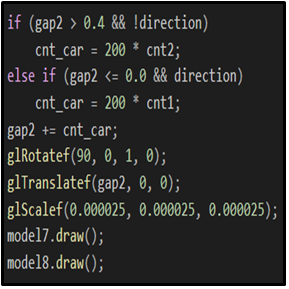 if (gap2 > 0.4 && !direction)
cnt_car = 200 * cnt2;
else if (gap2 <= 0.0 && direction)
cnt_car = 200 * cnt1;
gap2 += cnt_car;
glRotatef(90, 0, 1, 0);
glTranslatef(gap2, 0, 0);
glScalef(0.000025, 0.000025, 0.000025);
model7.draw();
model8.draw();